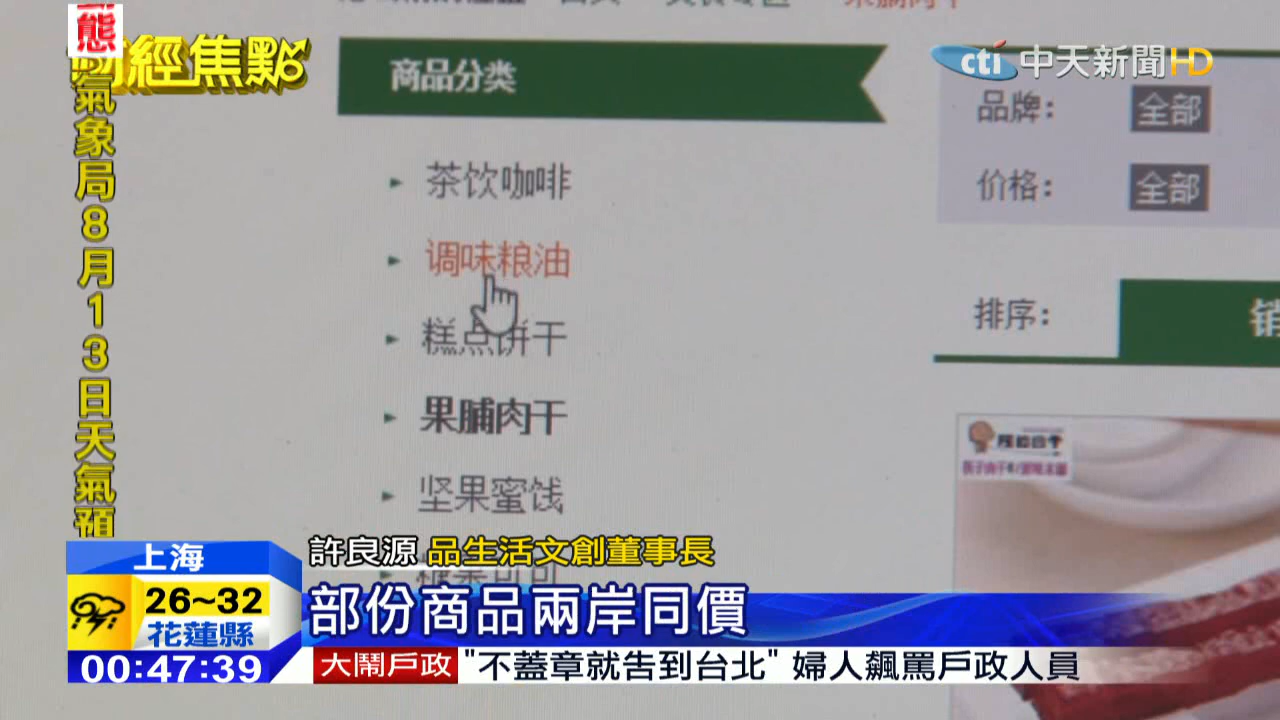 態
財經焦點
氣象局8月13日天氣預
cti 中天新聞HD
商品分类
茶饮咖啡
调味粮油
糕点饼干
果脯肉干
坚果蜜饯
品牌： 全部
价格： 全部
排序：
销
許良源 品生活文創董事長
部份商品兩岸同價
上海
26~32
花蓮縣
00:47:39
大鬧戶政 "不蓋章就告到台北" 婦人飆罵戶政人員